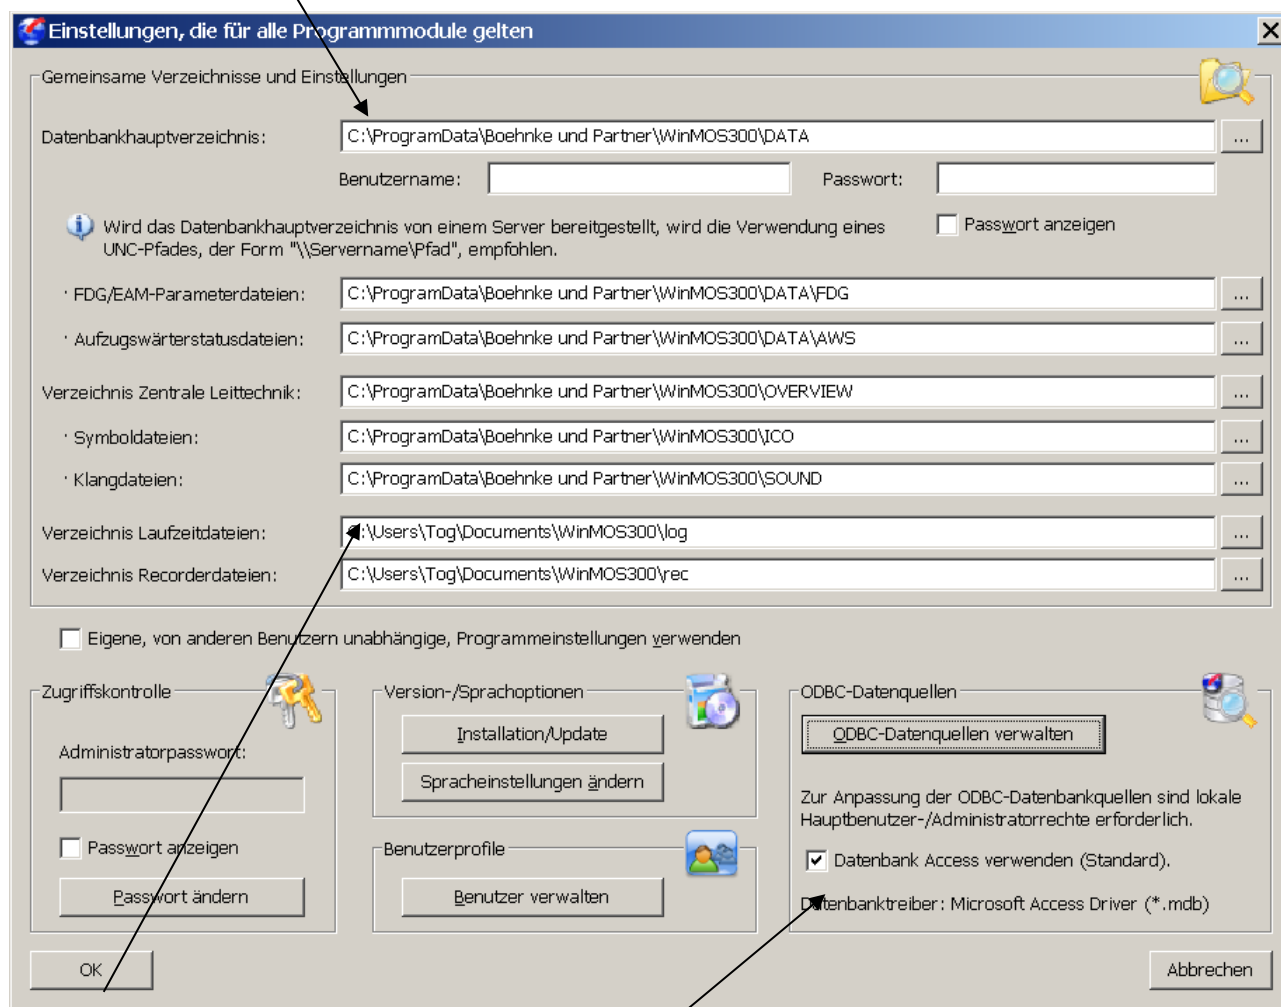 Einstellungen, die für alle Programmmodule gelten
Gemeinsame Verzeichnisse und Einstellungen
Datenbankhauptverzeichnis: C:\ProgramData\Boehnke und Partner\WinMOS300\DATA ...
Benutzername: Passwort:
Wird das Datenbankhauptverzeichnis von einem Server bereitgestellt, wird die Verwendung eines Passwort anzeigen
UNC-Pfades, der Form "\\Servername\Pfad", empfohlen.
· FDG/EAM-Parameterdateien: C:\ProgramData\Boehnke und Partner\WinMOS300\DATA\FDG ...
· Aufzugswärterstatusdateien: C:\ProgramData\Boehnke und Partner\WinMOS300\DATA\AWS ...
Verzeichnis Zentrale Leittechnik: C:\ProgramData\Boehnke und Partner\WinMOS300\OVERVIEW ...
· Symboldateien: C:\ProgramData\Boehnke und Partner\WinMOS300\ICO ...
· Klangdateien: C:\ProgramData\Boehnke und Partner\WinMOS300\SOUND ...
Verzeichnis Laufzeitdateien: C:\Users\Tog\Documents\WinMOS300\log ...
Verzeichnis Recorderdateien: C:\Users\Tog\Documents\WinMOS300\rec ...
Eigene, von anderen Benutzern unabhängige, Programmeinstellungen verwenden
Zugriffskontrolle
Administratorpasswort:
Passwort anzeigen
Passwort ändern
Version-/Sprachoptionen
Installation/Update
Spracheinstellungen ändern
Benutzerprofile
Benutzer verwalten
ODBC-Datenquellen
ODBC-Datenquellen verwalten
Zur Anpassung der ODBC-Datenbankquellen sind lokale
Hauptbenutzer-/Administratorrechte erforderlich.
Datenbank Access verwenden (Standard).
Datenbanktreiber: Microsoft Access Driver (*.mdb)
OK
Abbrechen